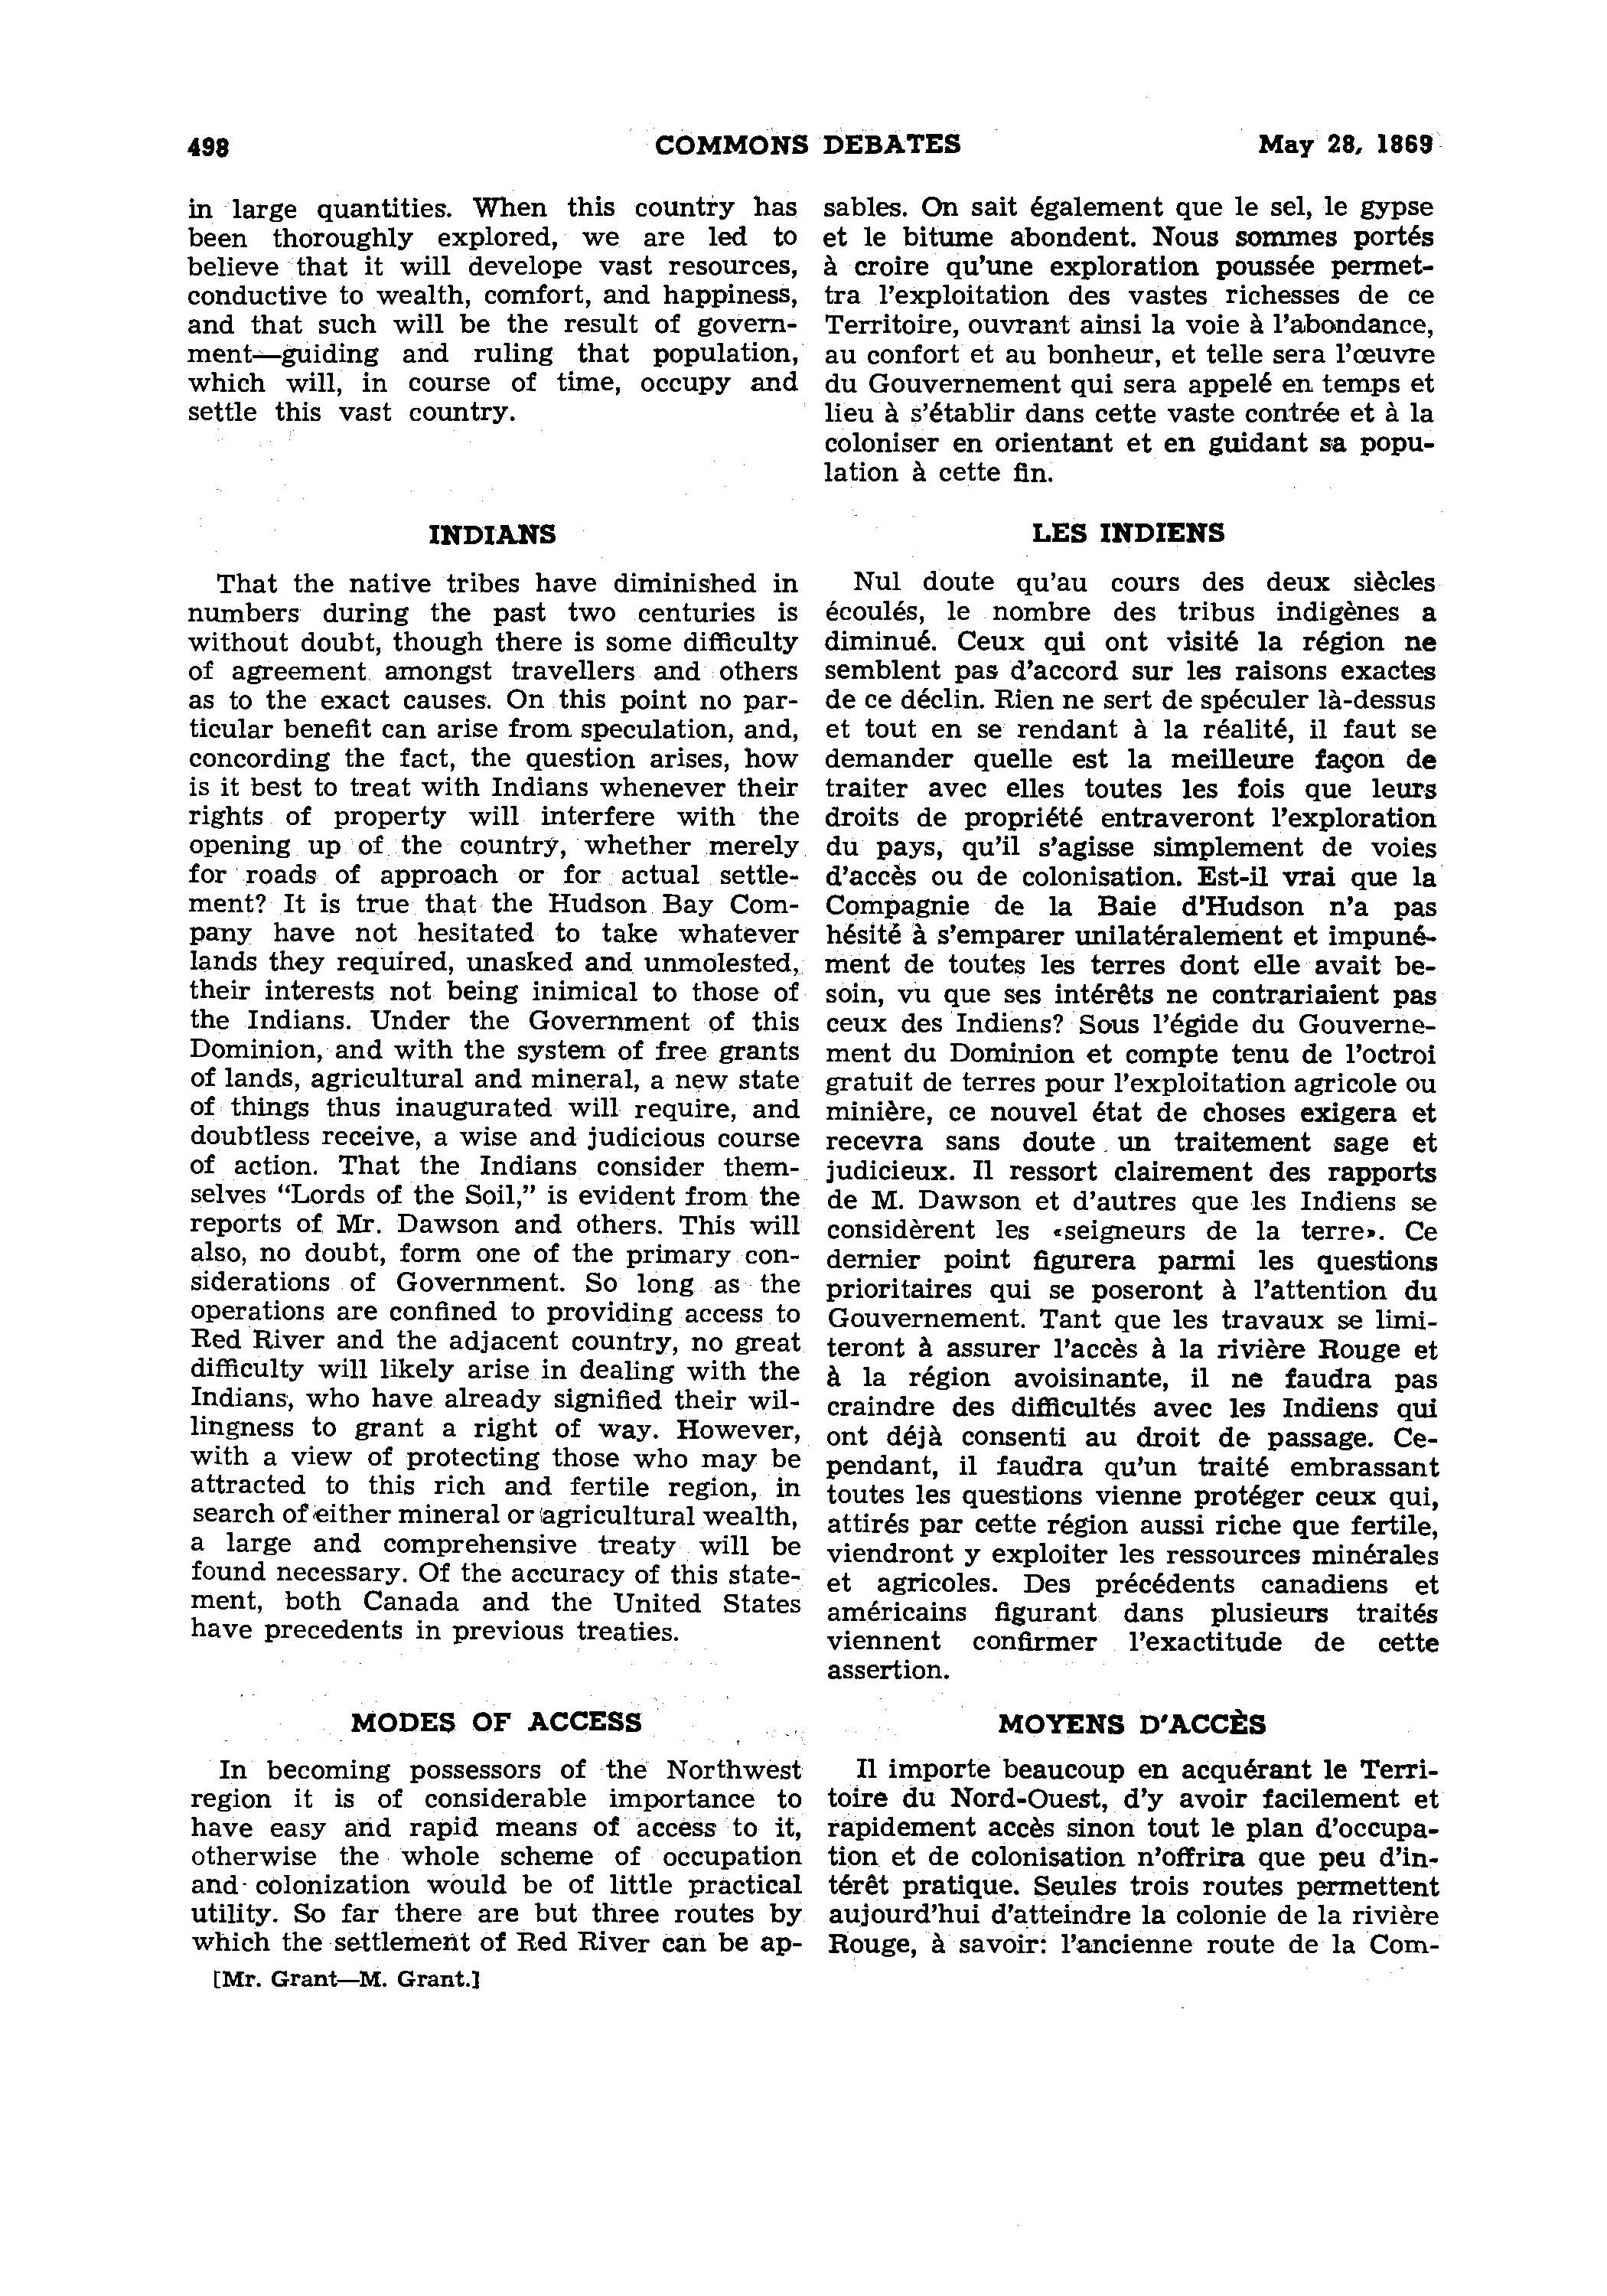 498
COMMONS DEBATES
May 28, 1869
in large quantities. When this country has
been thoroughly explored, we are led to
believe that it will develope vast resources,
conductive to wealth, comfort, and happiness,
and that such will be the result of govern-
ment—guiding and ruling that population,
which will, in course of time, occupy and
settle this vast country.
INDIANS
That the native tribes have diminished in
numbers during the past two centuries is
without doubt, though there is some difficulty
of agreement amongst travellers and others
as to the exact causes. On this point no par-
ticular benefit can arise from speculation, and,
concording the fact, the question arises, how
is it best to treat with Indians whenever their
rights of property will interfere with the
opening up of the country, whether merely
for roads of approach or for actual settle-
ment? It is true that the Hudson Bay Com-
pany have not hesitated to take whatever
lands they required, unasked and unmolested,
their interests not being inimical to those of
the Indians. Under the Government of this
Dominion, and with the system of free grants
of lands, agricultural and mineral, a new state
of things thus inaugurated will require, and
doubtless receive, a wise and judicious course
of action. That the Indians consider them-
selves “Lords of the Soil,” is evident from the
reports of Mr. Dawson and others. This will
also, no doubt, form one of the primary con-
siderations of Government. So long as the
operations are confined to providing access to
Red River and the adjacent country, no great
difficulty will likely arise in dealing with the
Indians, who have already signified their wil-
lingness to grant a right of way. However,
with a view of protecting those who may be
attracted to this rich and fertile region, in
search of either mineral or agricultural wealth,
a large and comprehensive treaty will be
found necessary. Of the accuracy of this state-
ment, both Canada and the United States
have precedents in previous treaties.
MODES OF ACCESS
In becoming possessors of the Northwest
region it is of considerable importance to
have easy and rapid means of access to it,
otherwise the whole scheme of occupation
and colonization would be of little practical
utility. So far there are but three routes by
which the settlement of Red River can be ap-
[Mr. Grant—M. Grant.]
sables. On sait également que le sel, le gypse
et le bitume abondent. Nous sommes portés
à croire qu'une exploration poussée permet-
tra l'exploitation des vastes richesses de ce
Territoire, ouvrant ainsi la voie à l'abondance,
au confort et au bonheur, et telle sera l'œuvre
du Gouvernement qui sera appelé en temps et
lieu à s'établir dans cette vaste contrée et à la
coloniser en orientant et en guidant sa popu-
lation à cette fin.
LES INDIENS
Nul doute qu'au cours des deux siècles
écoulés, le nombre des tribus indigènes a
diminué. Ceux qui ont visité la région ne
semblent pas d'accord sur les raisons exactes
de ce déclin. Rien ne sert de spéculer là-dessus
et tout en se rendant à la réalité, il faut se
demander quelle est la meilleure façon de
traiter avec elles toutes les fois que leurs
droits de propriété entraveront l'exploration
du pays, qu'il s'agisse simplement de voies
d'accès ou de colonisation. Est-il vrai que la
Compagnie de la Baie d'Hudson n'a pas
hésité à s'emparer unilatéralement et impuné-
ment de toutes les terres dont elle avait be-
soin, vu que ses intérêts ne contrariaient pas
ceux des Indiens? Sous l'égide du Gouverne-
ment du Dominion et compte tenu de l'octroi
gratuit de terres pour l'exploitation agricole ou
minière, ce nouvel état de choses exigera et
recevra sans doute un traitement sage et
judicieux. Il ressort clairement des rapports
de M. Dawson et d'autres que les Indiens se
considèrent les «seigneurs de la terre». Ce
dernier point figurera parmi les questions
prioritaires qui se poseront à l'attention du
Gouvernement. Tant que les travaux se limi-
teront à assurer l'accès à la rivière Rouge et
à la région avoisinante, il ne faudra pas
craindre des difficultés avec les Indiens qui
ont déjà consenti au droit de passage. Ce-
pendant, il faudra qu'un traité embrassant
toutes les questions vienne protéger ceux qui,
attirés par cette région aussi riche que fertile,
viendront y exploiter les ressources minérales
et agricoles. Des précédents canadiens et
américains figurant dans plusieurs traités
viennent confirmer l'exactitude de cette
assertion.
MOYENS D'ACCÈS
Il importe beaucoup en acquérant le Terri-
toire du Nord-Ouest, d'y avoir facilement et
rapidement accès sinon tout le plan d'occupa-
tion et de colonisation n'offrira que peu d'in-
térêt pratique. Seules trois routes permettent
aujourd'hui d'atteindre la colonie de la rivière
Rouge, à savoir: l'ancienne route de la Com-